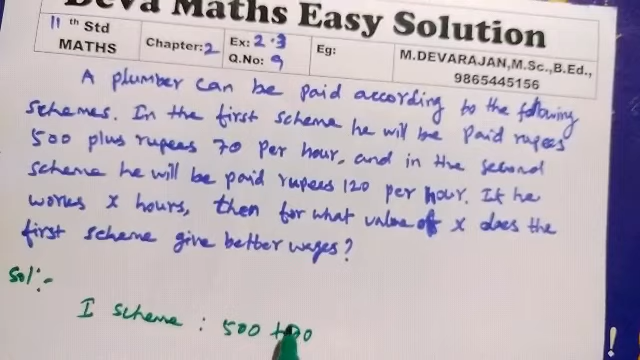 Deva Maths Easy Solution
11th Std
MATHS
Chapter: 2
Ex: 2.3
Q.No: 9
Eg:
M.DEVARAJAN,M.Sc.,B.Ed.,
9865445156
A plumber can be paid according to the following
schemes. In the first scheme he will be paid rupees
500 plus rupees 70 per hour, and in the second
scheme he will be paid rupees 120 per hour. If he
works x hours, then for what value of x does the
first scheme give better wages?
Sol:-
I scheme : 500 +
!